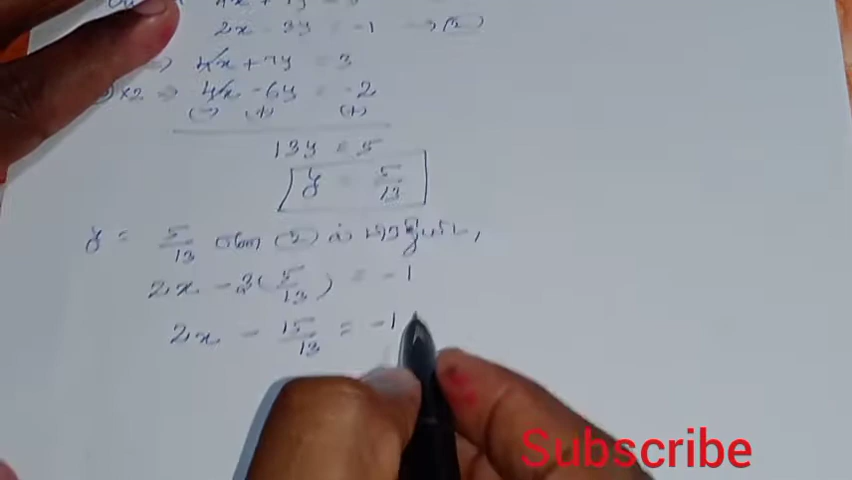 2x - 3y = -1 → (2)
⇒ 4x + 7y = 3
×2 ⇒ 4x - 6y = -2
(-) (+) (+)
13y = 5
y = 5/13
y = 5/13 (2) ல்
2x - 3(5/13) = -1
2x - 15/13 = -1
Subscribe